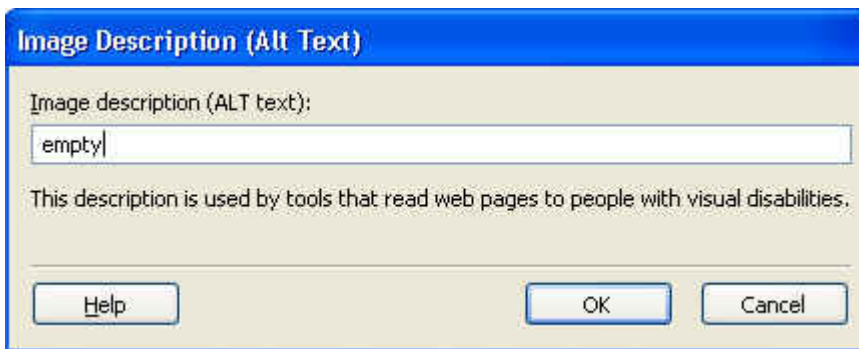 Image Description (Alt Text)
Image description (ALT text):
empty
This description is used by tools that read web pages to people with visual disabilities.
Help
OK
Cancel